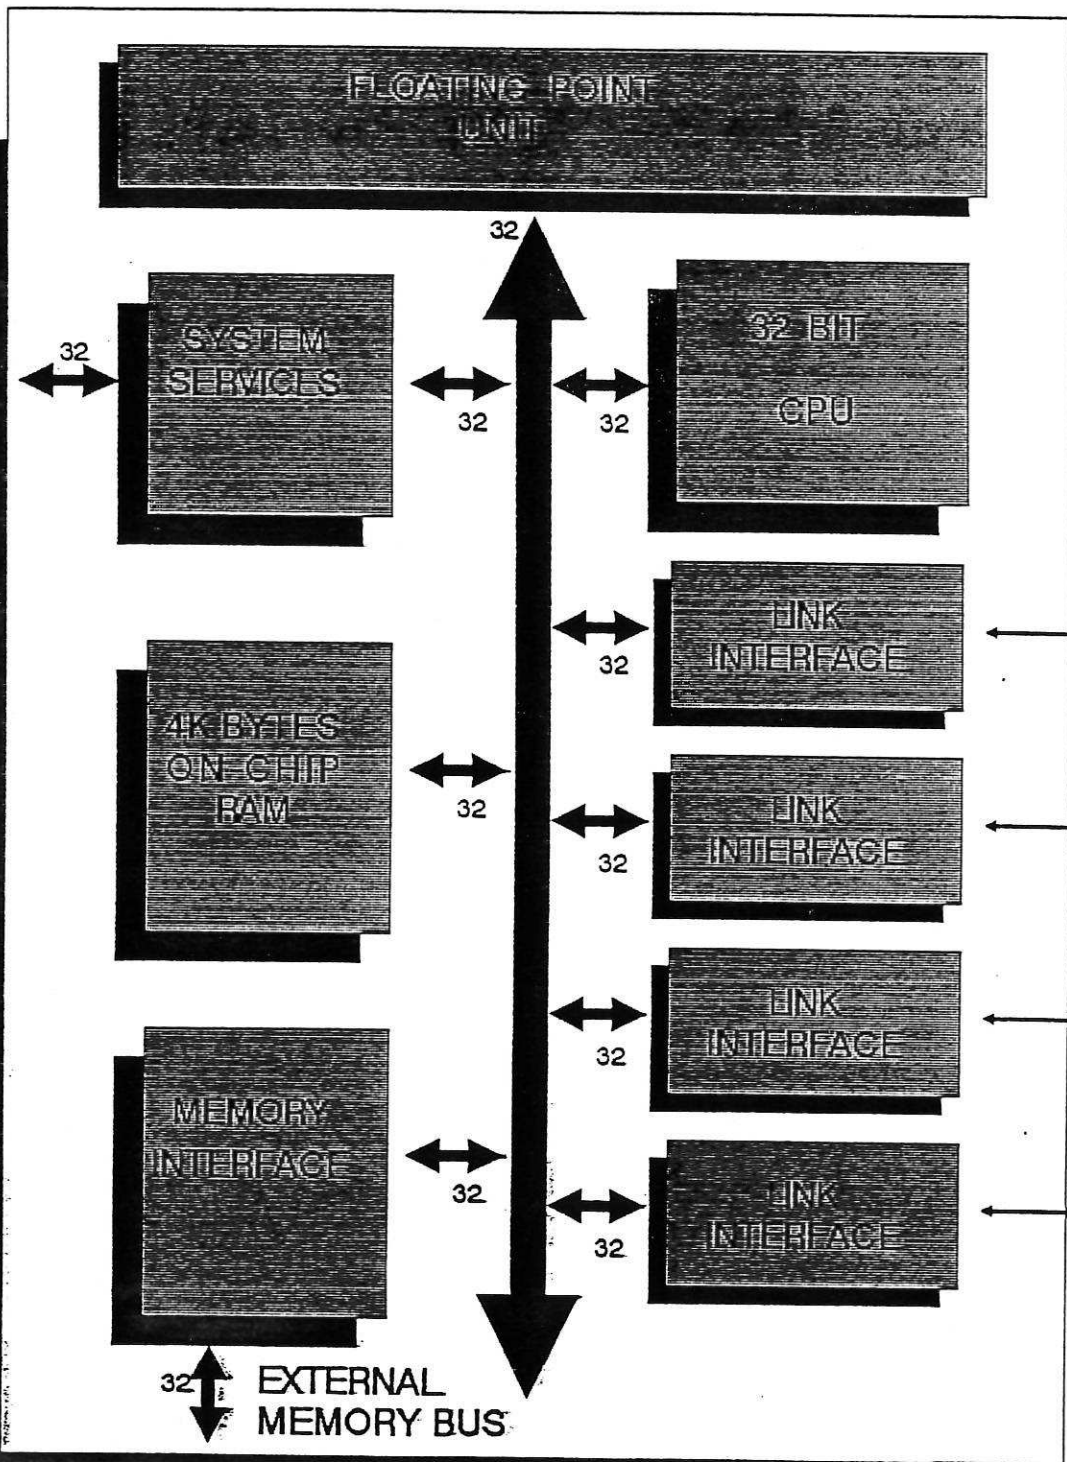 FLOATING POINT
UNIT
32
SYSTEM
SERVICES
32
32
32 BIT
CPU
32
LINK
INTERFACE
32
4K BYTES
ON CHIP
RAM
32
LINK
INTERFACE
32
LINK
INTERFACE
32
MEMORY
INTERFACE
32
LINK
INTERFACE
32
32
EXTERNAL
MEMORY BUS